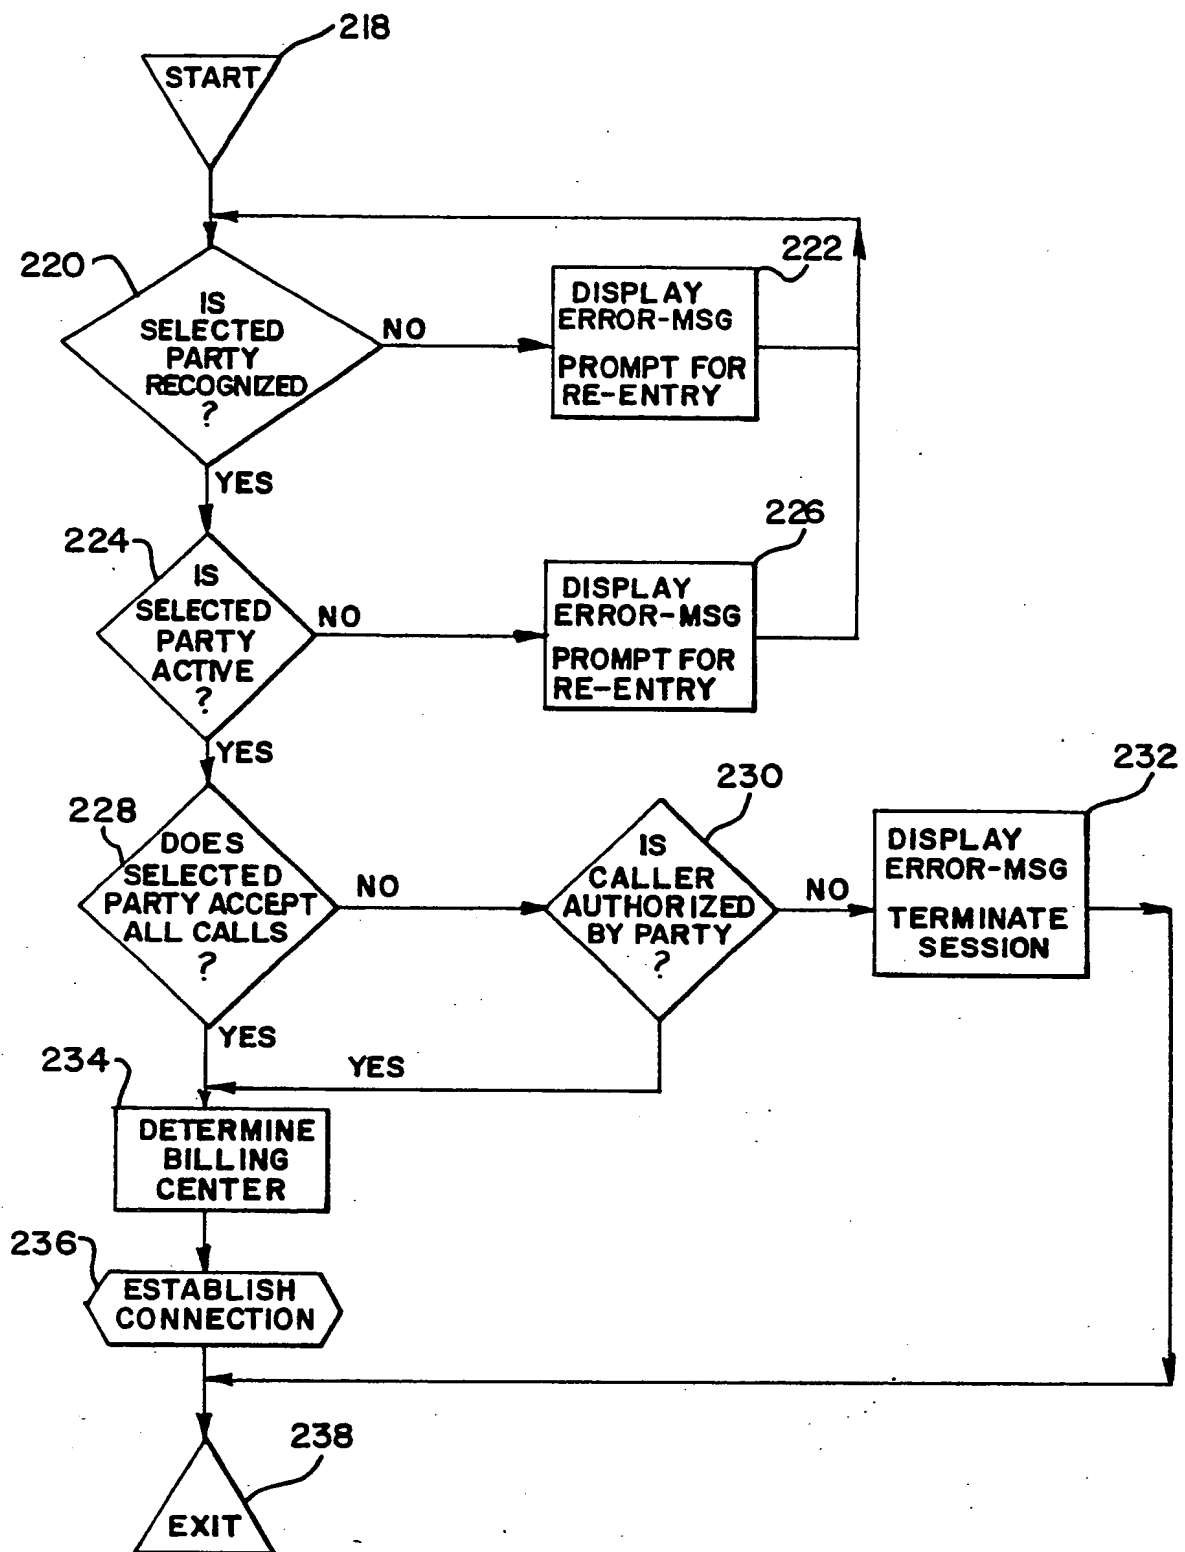 218
START
220
IS
SELECTED
PARTY
RECOGNIZED
?
NO
222
DISPLAY
ERROR-MSG
PROMPT FOR
RE-ENTRY
YES
224
IS
SELECTED
PARTY
ACTIVE
?
NO
226
DISPLAY
ERROR-MSG
PROMPT FOR
RE-ENTRY
YES
228
DOES
SELECTED
PARTY ACCEPT
ALL CALLS
?
NO
230
IS
CALLER
AUTHORIZED
BY PARTY
?
NO
232
DISPLAY
ERROR-MSG
TERMINATE
SESSION
YES
YES
234
DETERMINE
BILLING
CENTER
236
ESTABLISH
CONNECTION
238
EXIT